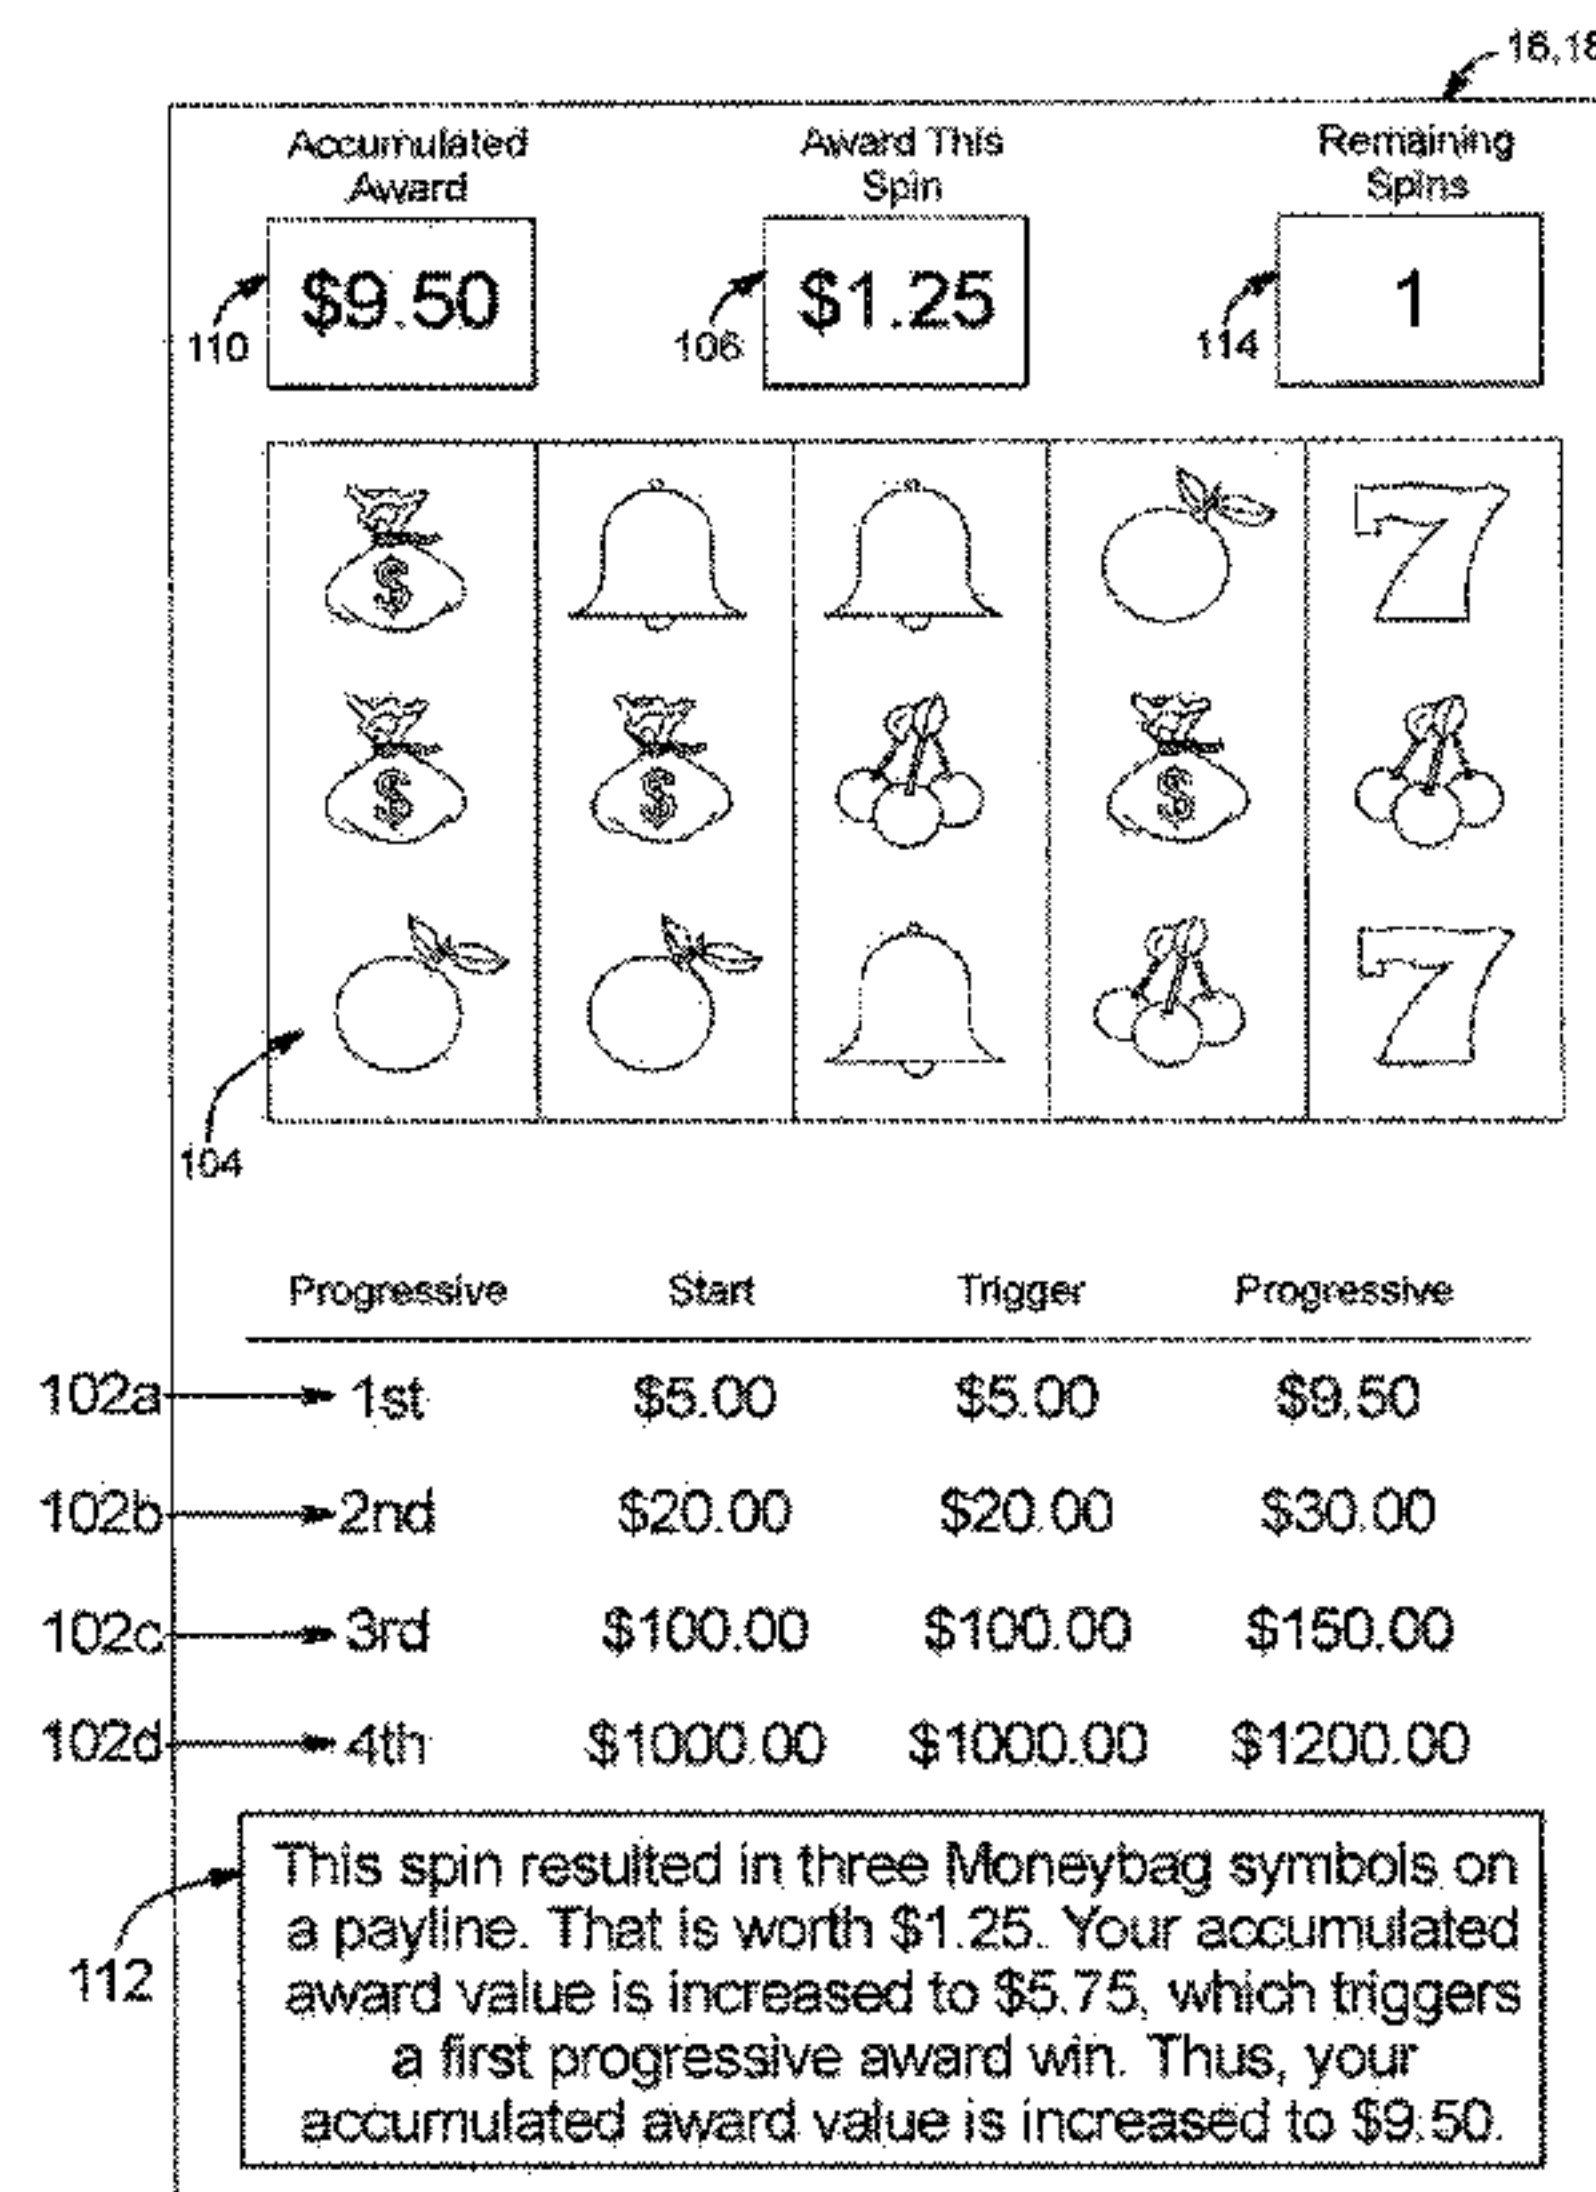 16,18
Accumulated Award This Remaining
Award Spin Spins
$9.50 $1.25 1
110 106 114
$
$ $ $
104
Progressive Start Trigger Progressive
102a 1st $5.00 $5.00 $9.50
102b 2nd $20.00 $20.00 $30.00
102c 3rd $100.00 $100.00 $150.00
102d 4th $1000.00 $1000.00 $1200.00
This spin resulted in three Moneybag symbols on
a payline. That is worth $1.25. Your accumulated
112 award value is increased to $5.75, which triggers
a first progressive award win. Thus, your
accumulated award value is increased to $9.50.